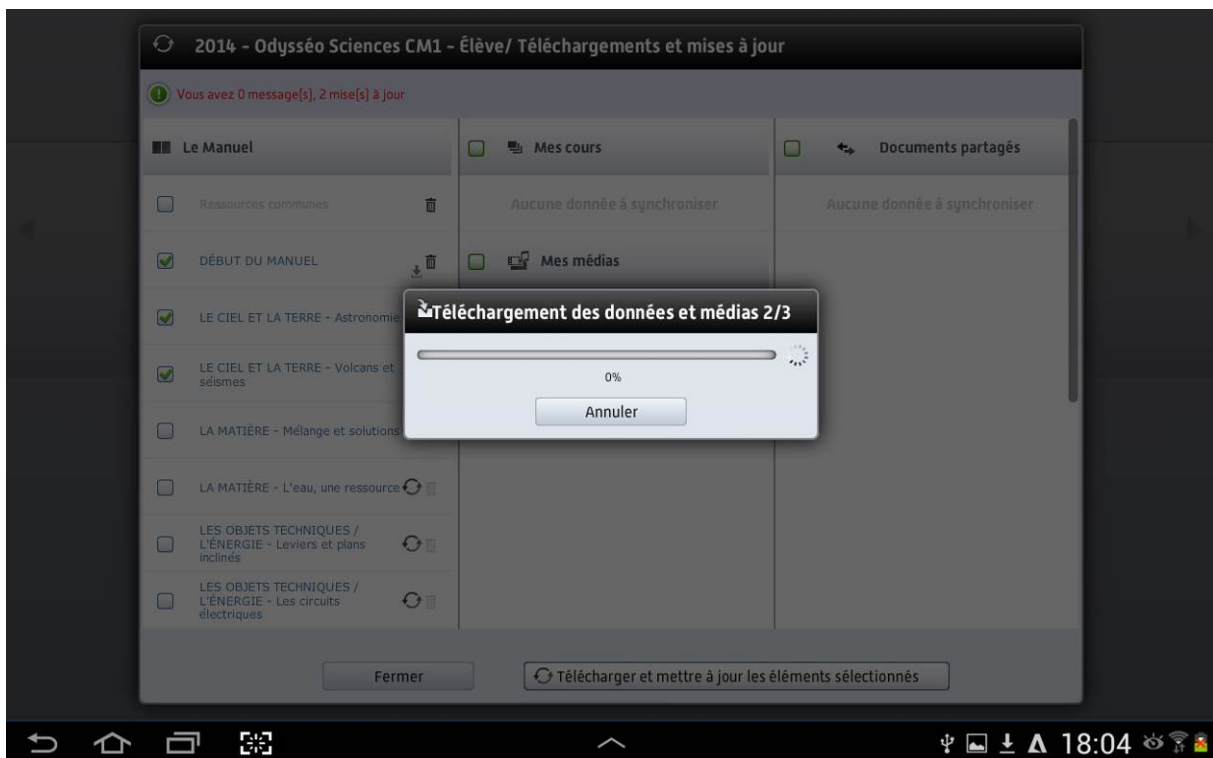 2014 - Odysséo Sciences CM1 - Élève/ Téléchargements et mises à jour
Vous avez 0 message[s], 2 mise[s] à jour
Le Manuel
Mes cours
Documents partagés
Ressources communes
Aucune donnée à synchroniser
Aucune donnée à synchroniser
DÉBUT DU MANUEL
Mes médias
LE CIEL ET LA TERRE - Astronomie
Téléchargement des données et médias 2/3
0%
Annuler
LE CIEL ET LA TERRE - Volcans et
séismes
LA MATIÈRE - Mélange et solutions
LA MATIÈRE - L'eau, une ressource
LES OBJETS TECHNIQUES /
L'ÉNERGIE - Leviers et plans
inclinés
LES OBJETS TECHNIQUES /
L'ÉNERGIE - Les circuits
électriques
Fermer
Télécharger et mettre à jour les éléments sélectionnés
18:04